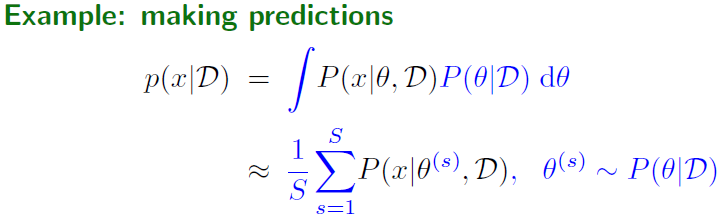 Example: making predictions
p(x|𝒟) = ∫ P(x|θ, 𝒟)P(θ|𝒟) dθ
≈ 1/S ∑_{s=1}^{S} P(x|θ^{(s)}, 𝒟), θ^{(s)} ∼ P(θ|𝒟)